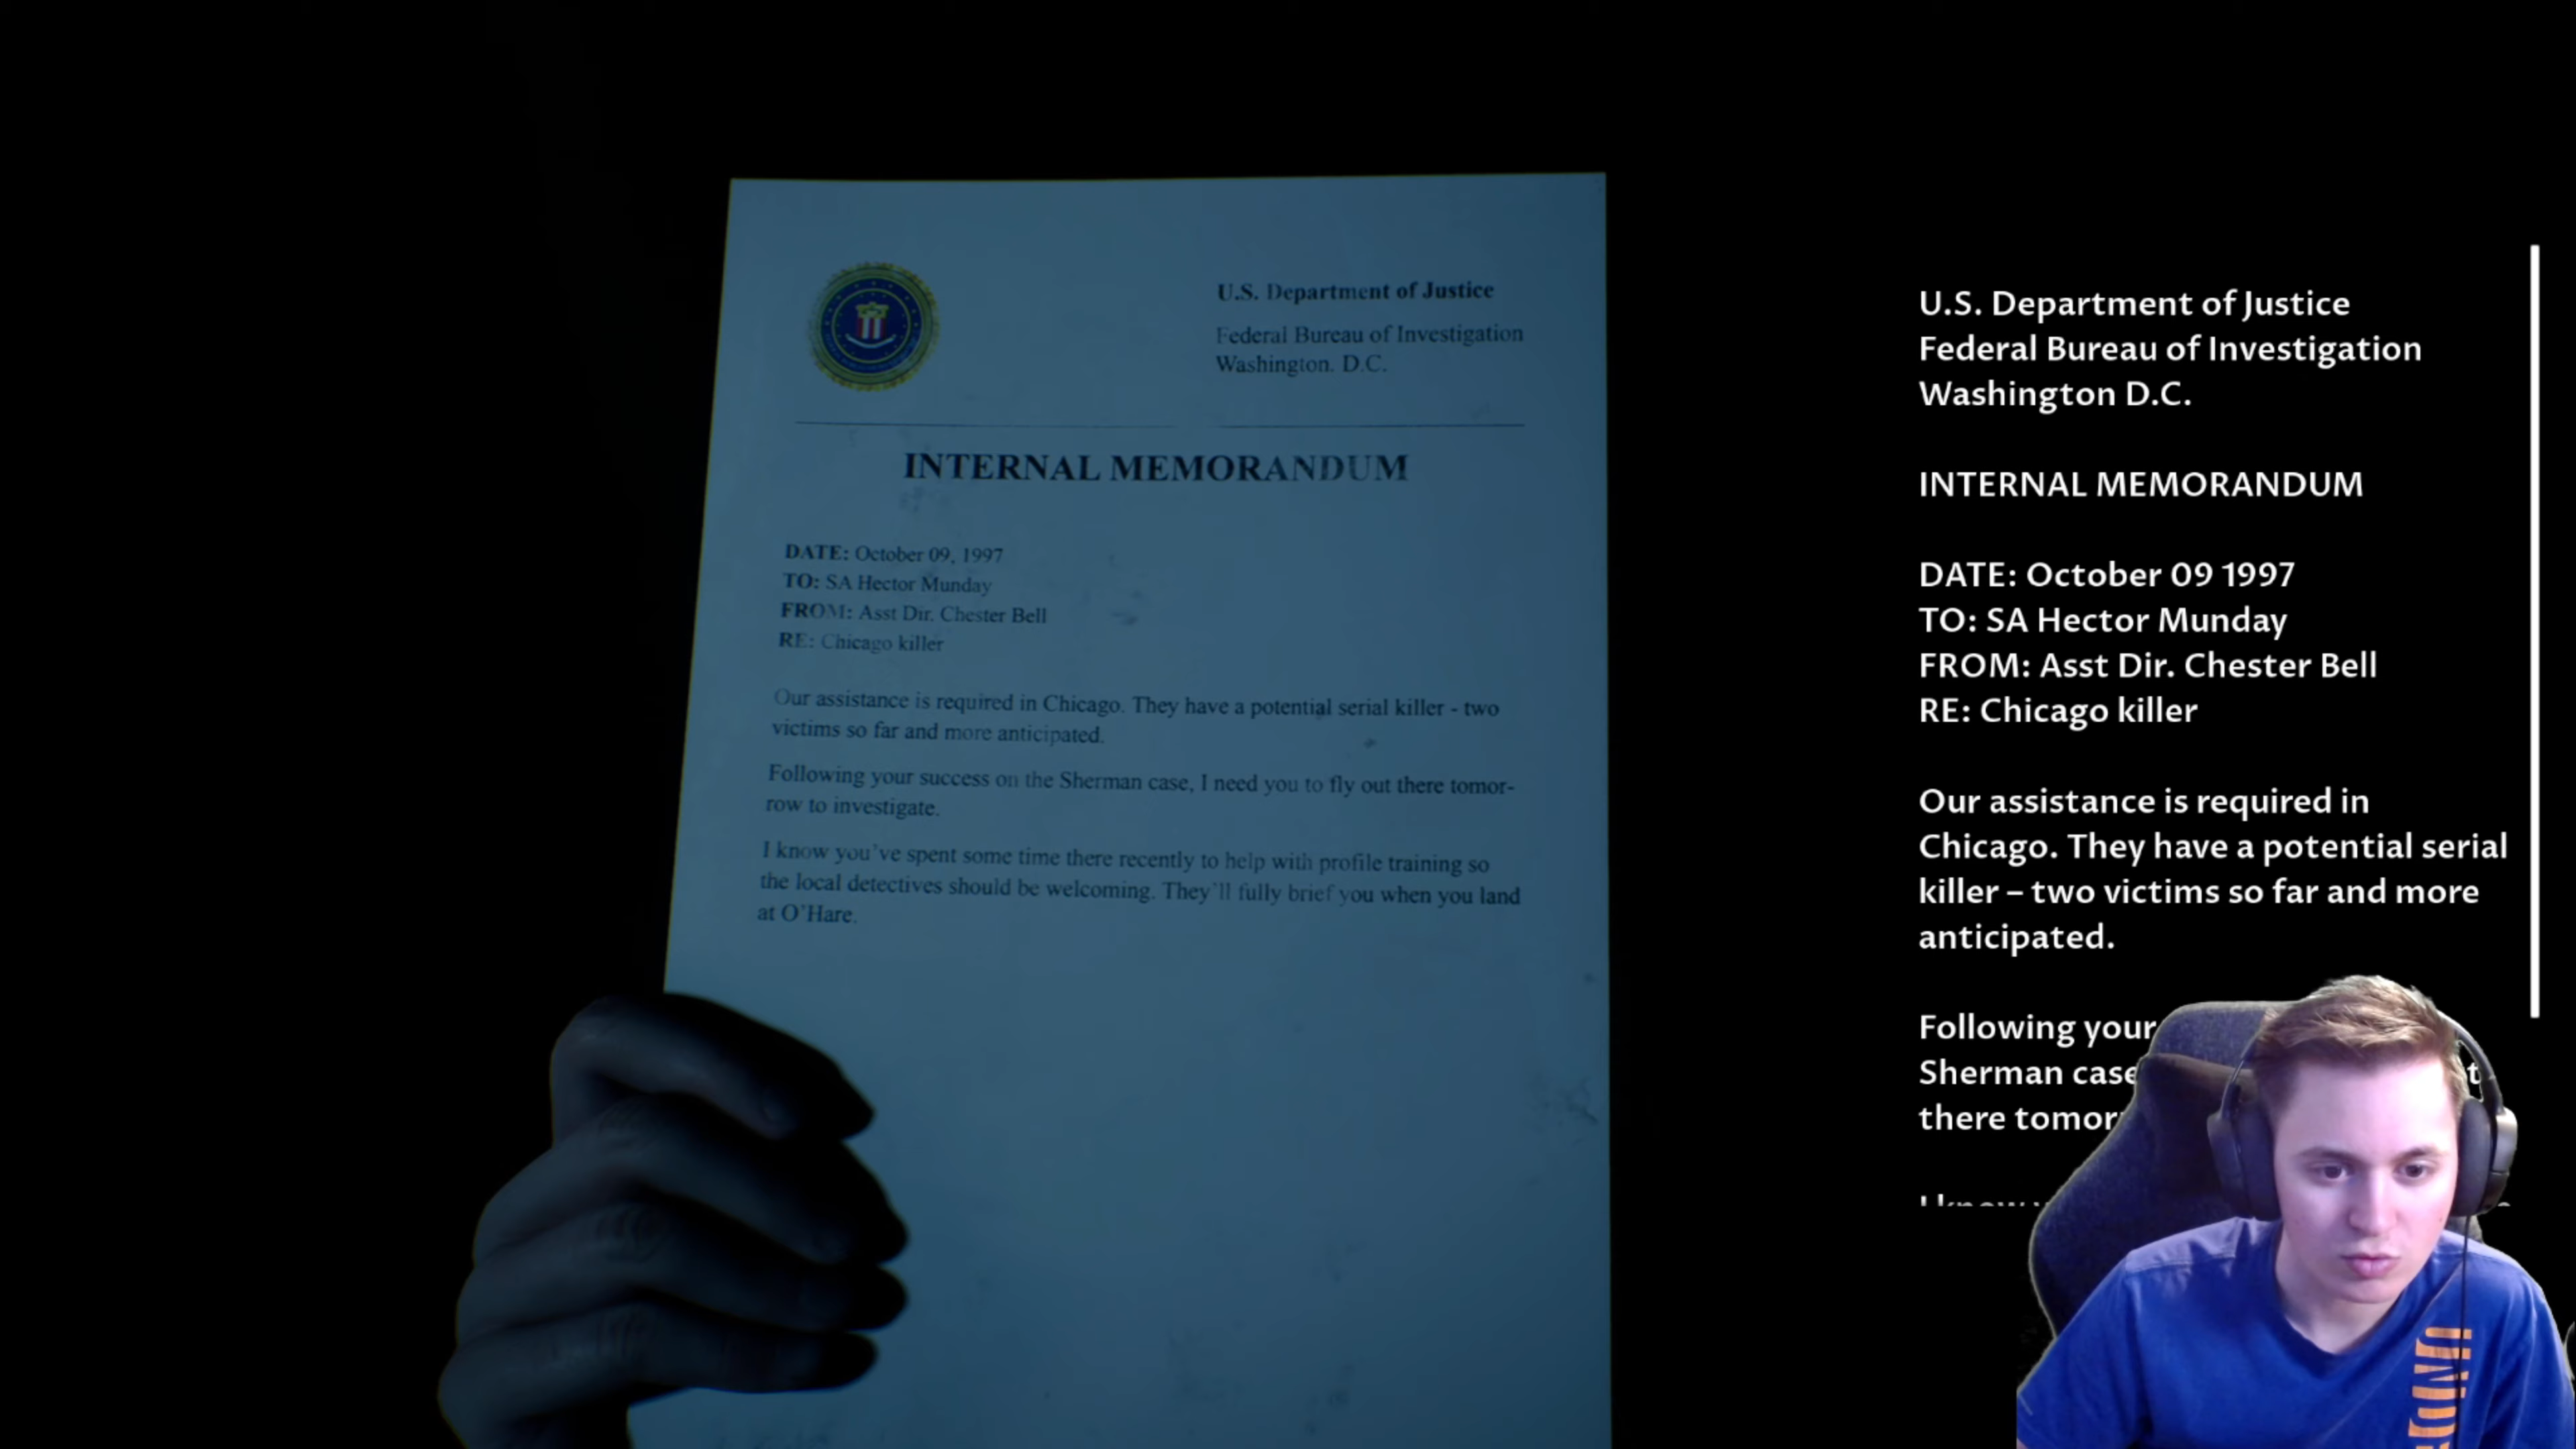 U.S. Department of Justice
Federal Bureau of Investigation
Washington. D.C.
INTERNAL MEMORANDUM
DATE: October 09, 1997
TO: SA Hector Munday
FROM: Asst Dir. Chester Bell
RE: Chicago killer
Our assistance is required in Chicago. They have a potential serial killer - two
victims so far and more anticipated.
Following your success on the Sherman case, I need you to fly out there tomor-
row to investigate.
I know you've spent some time there recently to help with profile training so
the local detectives should be welcoming. They'll fully brief you when you land
at O'Hare.
U.S. Department of Justice
Federal Bureau of Investigation
Washington D.C.
INTERNAL MEMORANDUM
DATE: October 09 1997
TO: SA Hector Munday
FROM: Asst Dir. Chester Bell
RE: Chicago killer
Our assistance is required in
Chicago. They have a potential serial
killer – two victims so far and more
anticipated.
Following your
Sherman case
there